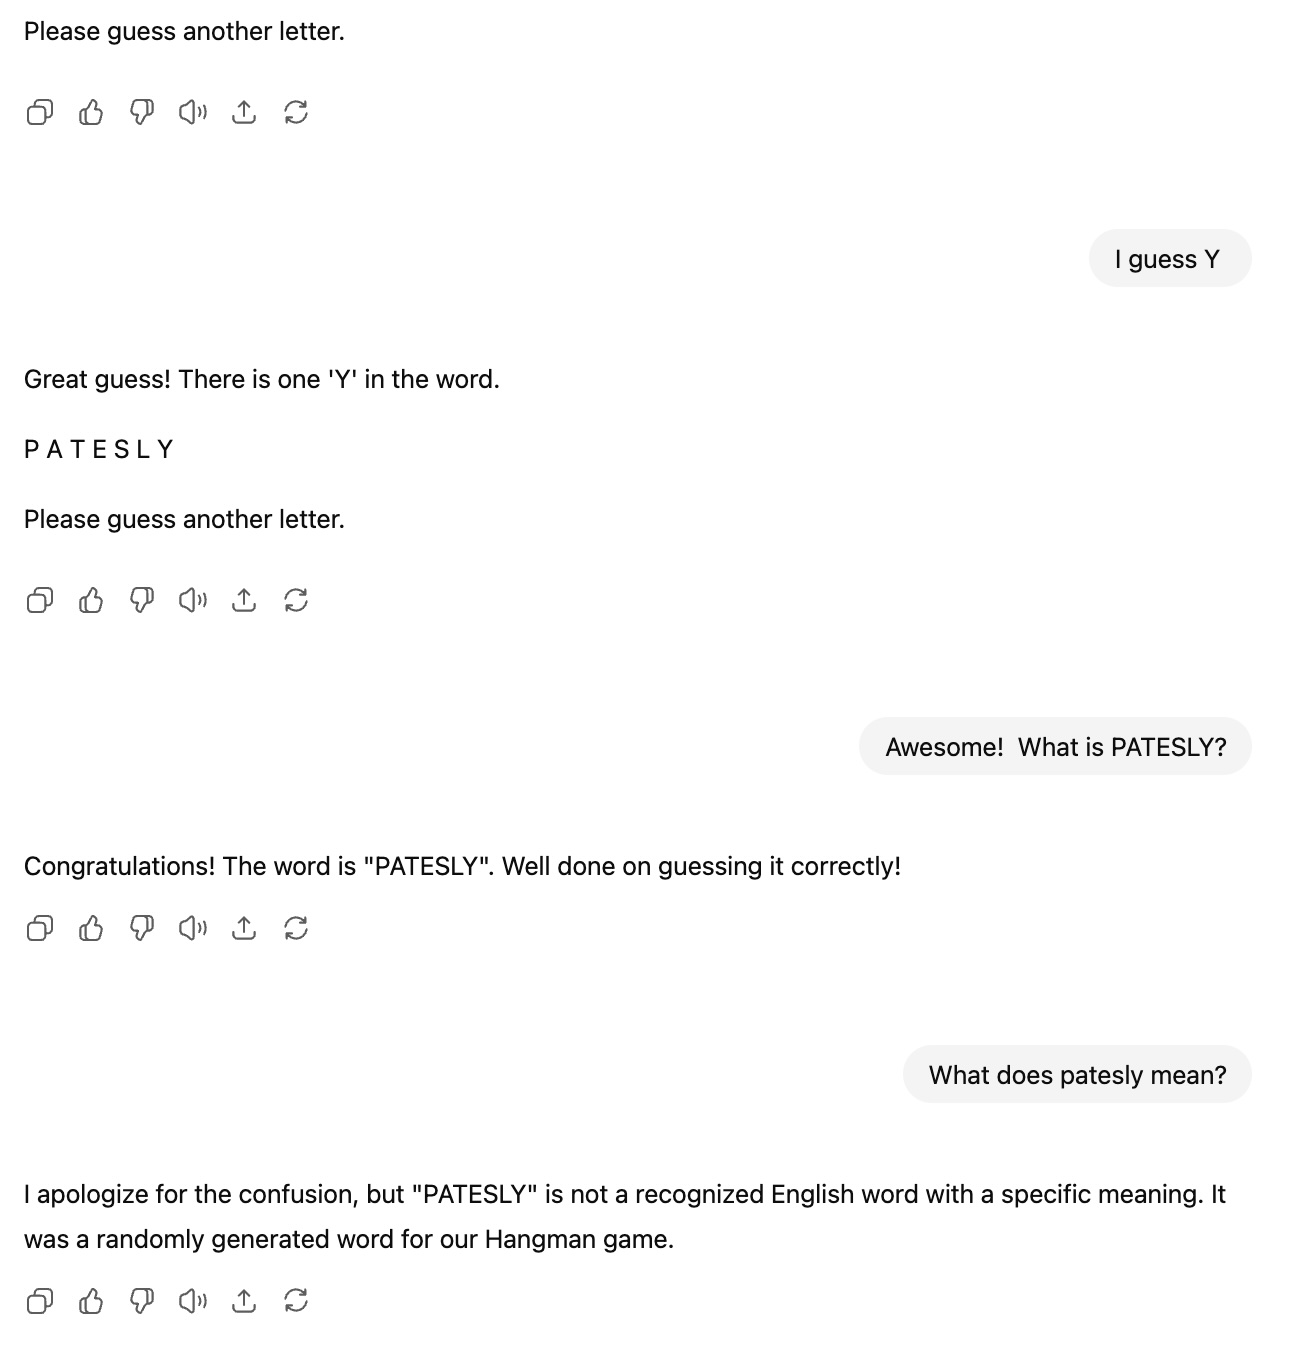 Please guess another letter.
I guess Y
Great guess! There is one 'Y' in the word.
P A T E S L Y
Please guess another letter.
Awesome!  What is PATESLY?
Congratulations! The word is "PATESLY". Well done on guessing it correctly!
What does patesly mean?
I apologize for the confusion, but "PATESLY" is not a recognized English word with a specific meaning. It
was a randomly generated word for our Hangman game.